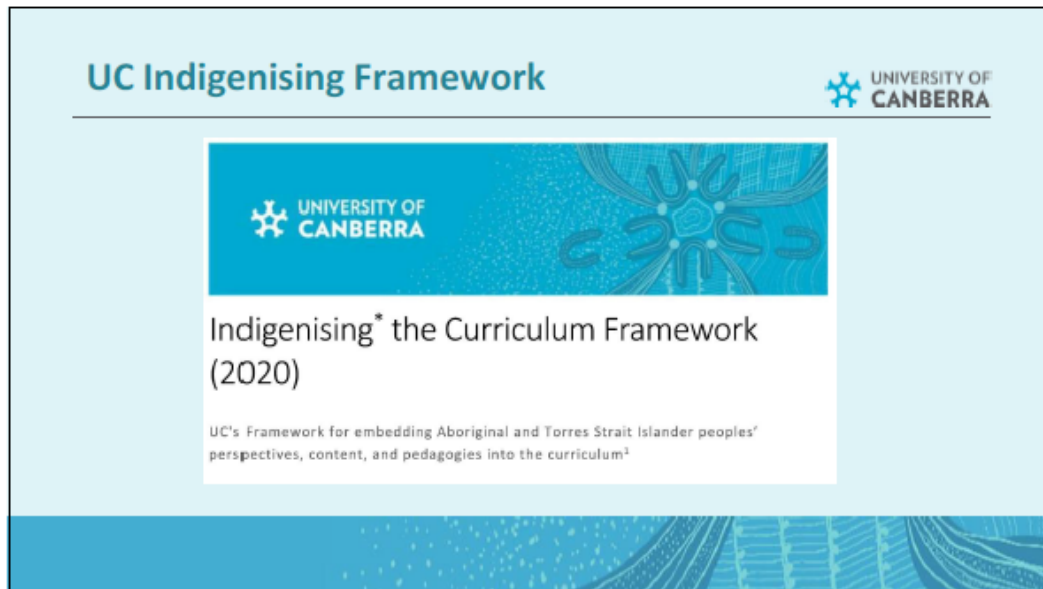 UC Indigenising Framework
UNIVERSITY OF
CANBERRA
UNIVERSITY OF
CANBERRA
Indigenising* the Curriculum Framework
(2020)
UC's Framework for embedding Aboriginal and Torres Strait Islander peoples'
perspectives, content, and pedagogies into the curriculum¹